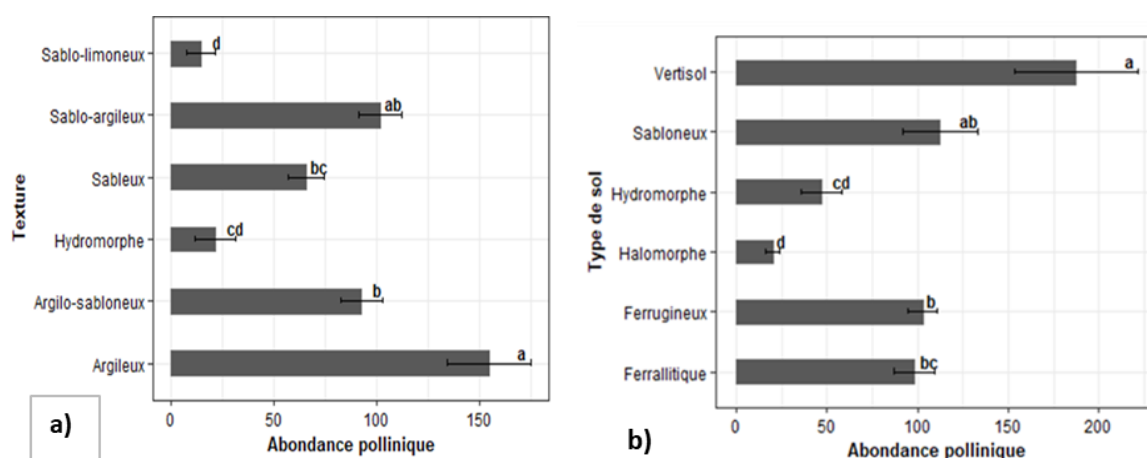 Texture
Sablo-limoneux
d
Sablo-argileux
ab
Sableux
bc
Hydromorphe
cd
Argilo-sabloneux
b
Argileux
a
0 50 100 150
Abondance pollinique
a)
Type de sol
Vertisol
a
Sabloneux
ab
Hydromorphe
cd
Halomorphe
d
Ferrugineux
b
Ferrallitique
bc
0 50 100 150 200
Abondance pollinique
b)